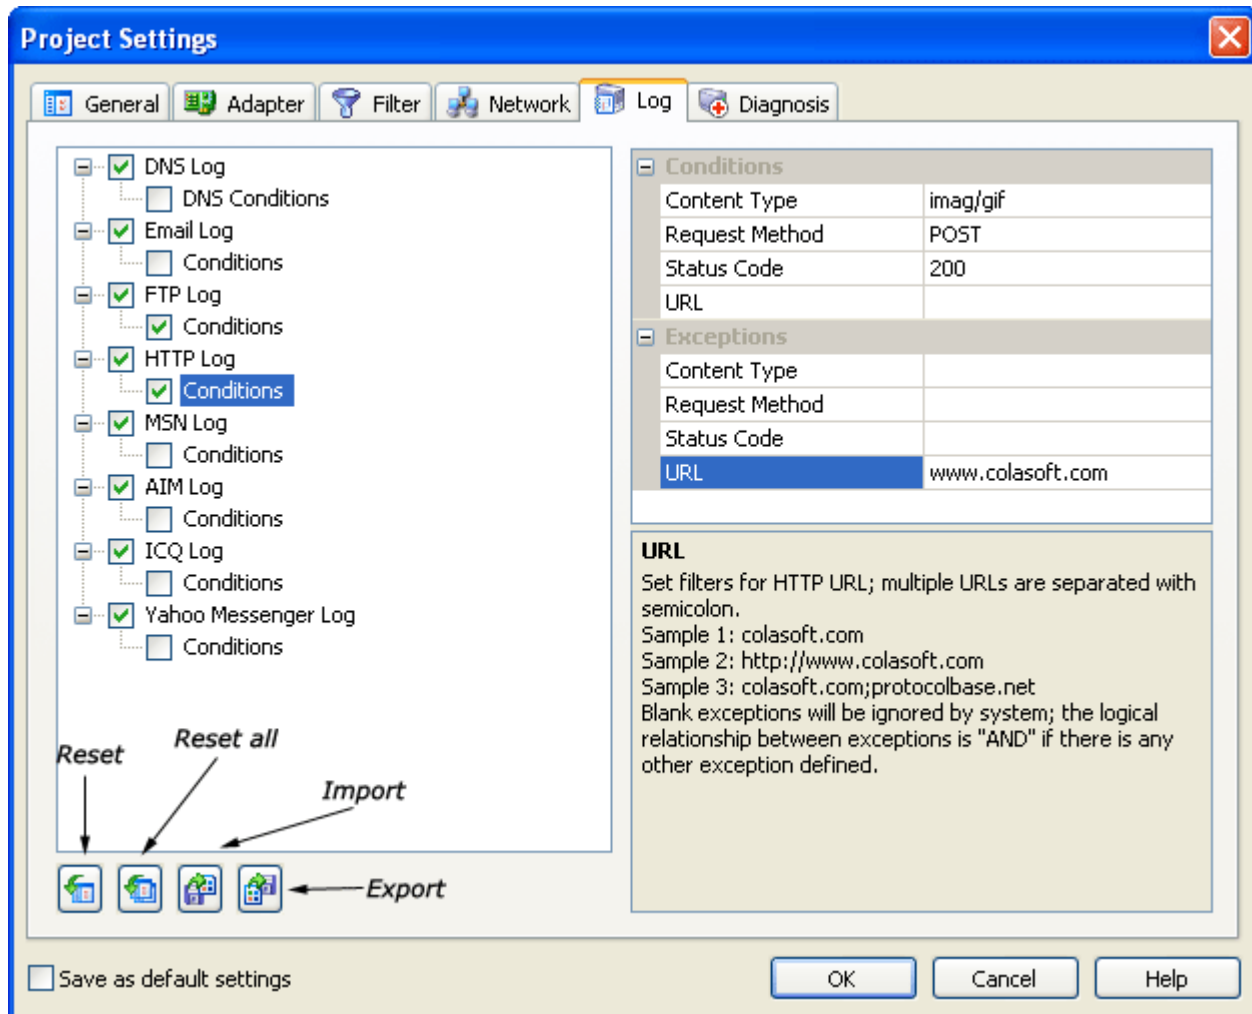 Project Settings
General Adapter Filter Network Log Diagnosis
DNS Log
DNS Conditions
Email Log
Conditions
FTP Log
Conditions
HTTP Log
Conditions
MSN Log
Conditions
AIM Log
Conditions
ICQ Log
Conditions
Yahoo Messenger Log
Conditions
Reset
Reset all
Import
Export
Conditions
Content Type imag/gif
Request Method POST
Status Code 200
URL
Exceptions
Content Type
Request Method
Status Code
URL www.colasoft.com
URL
Set filters for HTTP URL; multiple URLs are separated with
semicolon.
Sample 1: colasoft.com
Sample 2: http://www.colasoft.com
Sample 3: colasoft.com;protocolbase.net
Blank exceptions will be ignored by system; the logical
relationship between exceptions is "AND" if there is any
other exception defined.
Save as default settings
OK Cancel Help